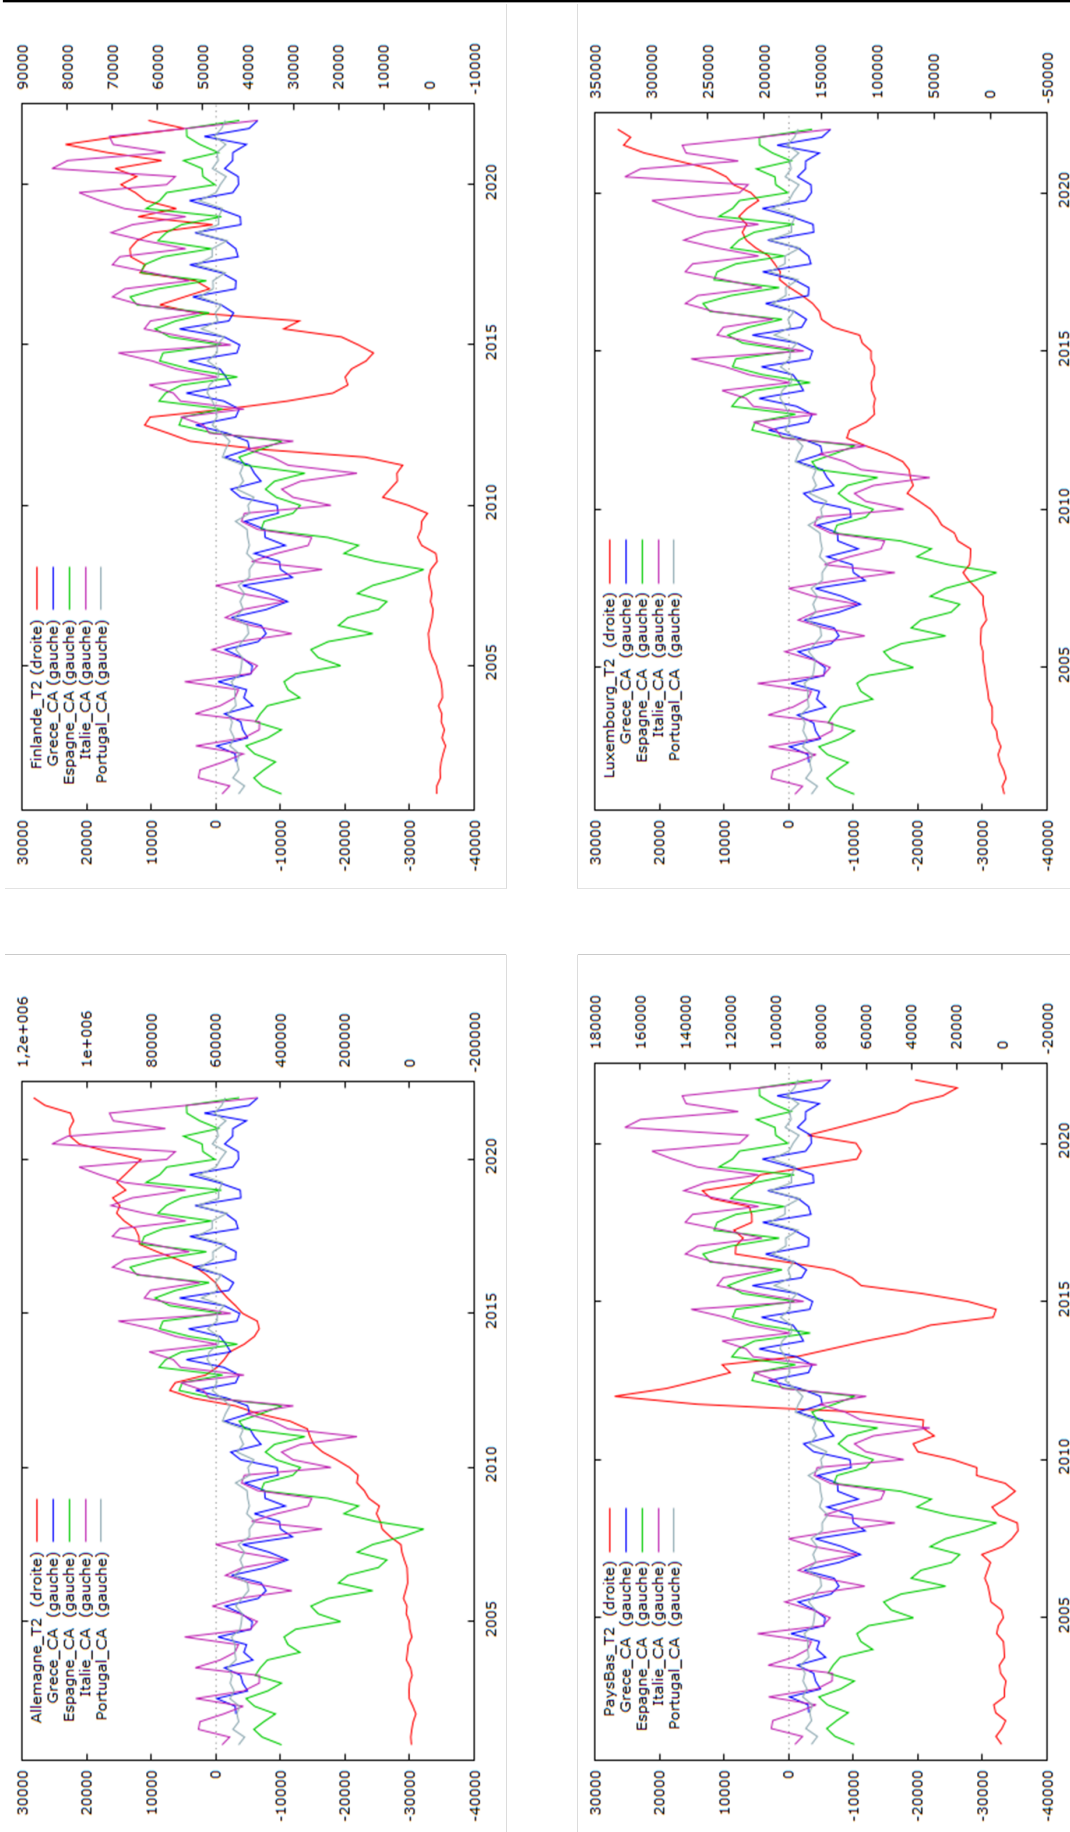 Allemagne_T2 (droite)
Grece_CA (gauche)
Espagne_CA (gauche)
Italie_CA (gauche)
Portugal_CA (gauche)
30000
20000
10000
0
-10000
-20000
-30000
-40000
1,2e+006
1e+006
800000
600000
400000
200000
0
-200000
2005 2010 2015 2020
Finlande_T2 (droite)
Grece_CA (gauche)
Espagne_CA (gauche)
Italie_CA (gauche)
Portugal_CA (gauche)
30000
20000
10000
0
-10000
-20000
-30000
-40000
90000
80000
70000
60000
50000
40000
30000
20000
10000
0
-10000
2005 2010 2015 2020
PaysBas_T2 (droite)
Grece_CA (gauche)
Espagne_CA (gauche)
Italie_CA (gauche)
Portugal_CA (gauche)
30000
20000
10000
0
-10000
-20000
-30000
-40000
180000
160000
140000
120000
100000
80000
60000
40000
20000
0
-20000
2005 2010 2015 2020
Luxembourg_T2 (droite)
Grece_CA (gauche)
Espagne_CA (gauche)
Italie_CA (gauche)
Portugal_CA (gauche)
30000
20000
10000
0
-10000
-20000
-30000
-40000
350000
300000
250000
200000
150000
100000
50000
0
-50000
2005 2010 2015 2020